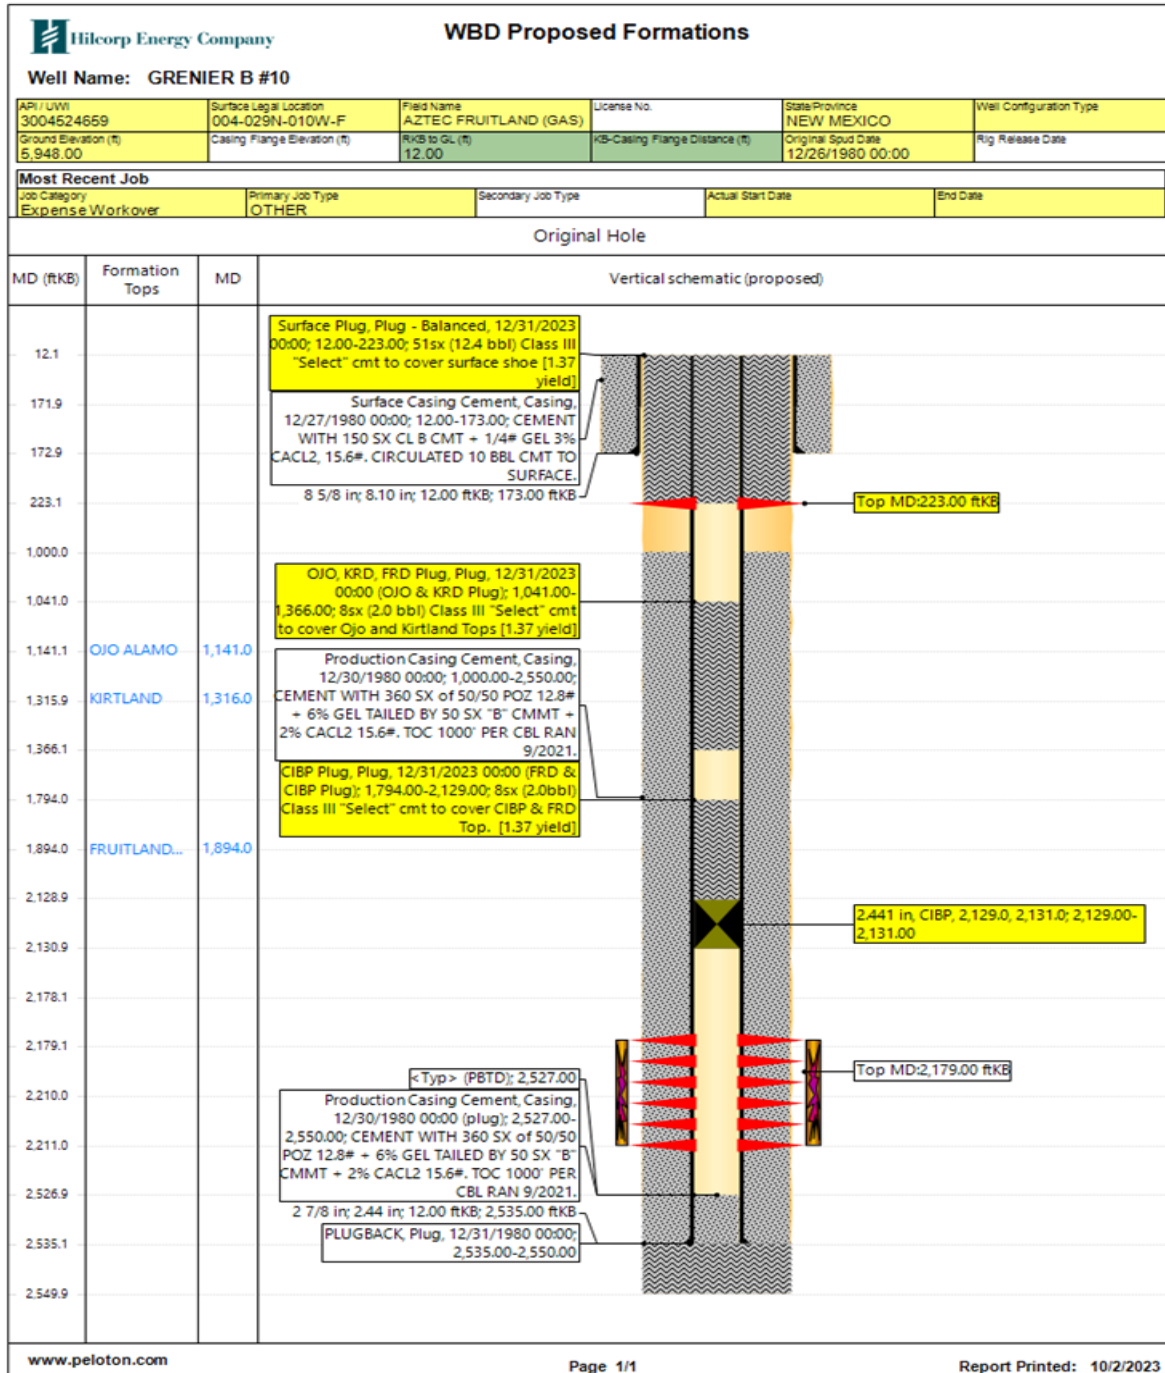 Hilcorp Energy Company
WBD Proposed Formations
Well Name: GRENIER B #10
API / UWI
3004524659
Surface Legal Location
004-029N-010W-F
Field Name
AZTEC FRUITLAND (GAS)
License No.
State/Province
NEW MEXICO
Well Configuration Type
Ground Elevation (ft)
5,948.00
Casing Flange Elevation (ft)
RKB to GL (ft)
12.00
KB-Casing Flange Distance (ft)
Original Spud Date
12/26/1980 00:00
Rig Release Date
Most Recent Job
Job Category
Expense Workover
Primary Job Type
OTHER
Secondary Job Type
Actual Start Date
End Date
Original Hole
MD (ftKB)
Formation
Tops
MD
Vertical schematic (proposed)
Surface Plug, Plug - Balanced, 12/31/2023
00:00; 12.00-223.00; 51sx (12.4 bbl) Class III
"Select" cmt to cover surface shoe [1.37
yield]
12.1
171.9
Surface Casing Cement, Casing,
12/27/1980 00:00; 12.00-173.00; CEMENT
WITH 150 SX CL B CMT + 1/4# GEL 3%
CACL2, 15.6#. CIRCULATED 10 BBL CMT TO
SURFACE.
172.9
8 5/8 in; 8.10 in; 12.00 ftKB; 173.00 ftKB
223.1
Top MD:223.00 ftKB
1,000.0
OJO, KRD, FRD Plug, Plug, 12/31/2023
00:00 (OJO & KRD Plug); 1,041.00-
1,366.00; 8sx (2.0 bbl) Class III "Select" cmt
to cover Ojo and Kirtland Tops [1.37 yield]
1,041.0
1,141.1
OJO ALAMO
1,141.0
Production Casing Cement, Casing,
12/30/1980 00:00; 1,000.00-2,550.00;
CEMENT WITH 360 SX of 50/50 POZ 12.8#
+ 6% GEL TAILED BY 50 SX "B" CMMT +
2% CACL2 15.6#. TOC 1000' PER CBL RAN
9/2021.
1,315.9
KIRTLAND
1,316.0
1,366.1
CIBP Plug, Plug, 12/31/2023 00:00 (FRD &
CIBP Plug); 1,794.00-2,129.00; 8sx (2.0bbl)
Class III "Select" cmt to cover CIBP & FRD
Top. [1.37 yield]
1,794.0
1,894.0
FRUITLAND...
1,894.0
2,128.9
2.441 in, CIBP, 2,129.0, 2,131.0; 2,129.00-
2,131.00
2,130.9
2,178.1
2,179.1
Top MD:2,179.00 ftKB
<Typ> (PBTD); 2,527.00
2,210.0
Production Casing Cement, Casing,
12/30/1980 00:00 (plug); 2,527.00-
2,550.00; CEMENT WITH 360 SX of 50/50
POZ 12.8# + 6% GEL TAILED BY 50 SX "B"
CMMT + 2% CACL2 15.6#. TOC 1000' PER
CBL RAN 9/2021.
2,211.0
2,526.9
2 7/8 in; 2.44 in; 12.00 ftKB; 2,535.00 ftKB
2,535.1
PLUGBACK, Plug, 12/31/1980 00:00;
2,535.00-2,550.00
2,549.9
www.peloton.com
Page 1/1
Report Printed: 10/2/2023